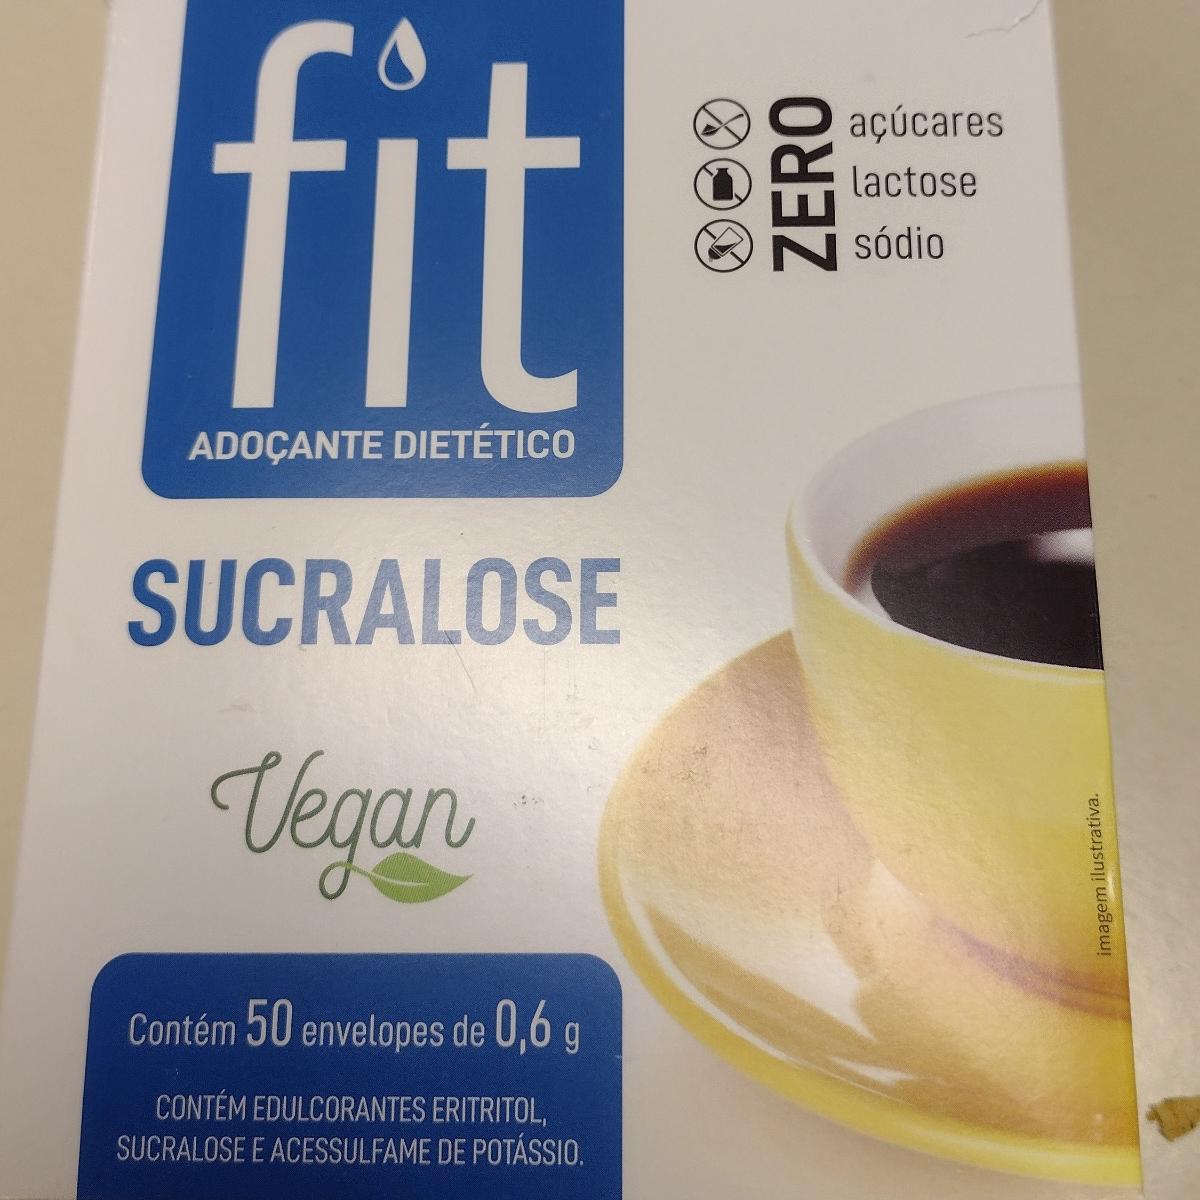 fit
ADOÇANTE DIETÉTICO
ZERO
açúcares
lactose
sódio
SUCRALOSE
Vegan
imagem ilustrativa.
Contém 50 envelopes de 0,6 g
CONTÉM EDULCORANTES ERITRITOL,
SUCRALOSE E ACESSULFAME DE POTÁSSIO.